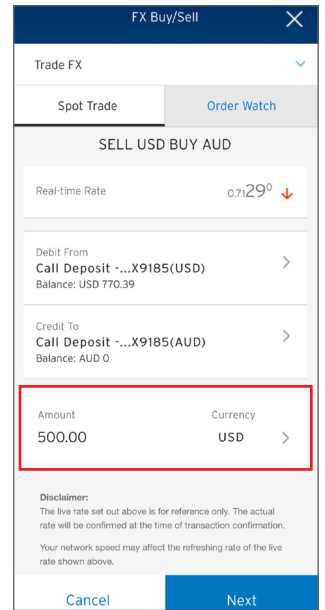 FX Buy/Sell
Trade FX
Spot Trade
Order Watch
SELL USD BUY AUD
Real-time Rate
0.7129⁰
Debit From
Call Deposit -...X9185(USD)
Balance: USD 770.39
Credit To
Call Deposit -...X9185(AUD)
Balance: AUD 0
Amount
Currency
500.00
USD
Disclaimer:
The live rate set out above is for reference only. The actual
rate will be confirmed at the time of transaction confirmation.
Your network speed may affect the refreshing rate of the live
rate shown above.
Cancel
Next